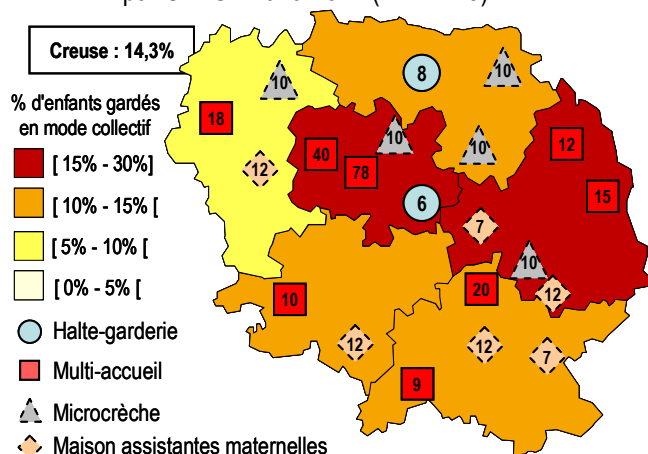 Creuse : 14,3%
% d'enfants gardés
en mode collectif
[ 15% - 30%]
[ 10% - 15% [
[ 5% - 10% [
[ 0% - 5% [
Halte-garderie
Multi-accueil
Microcrèche
Maison assistantes maternelles
10
8
10
18
40
78
10
10
12
12
15
12
6
7
10
12
20
10
12
12
7
9